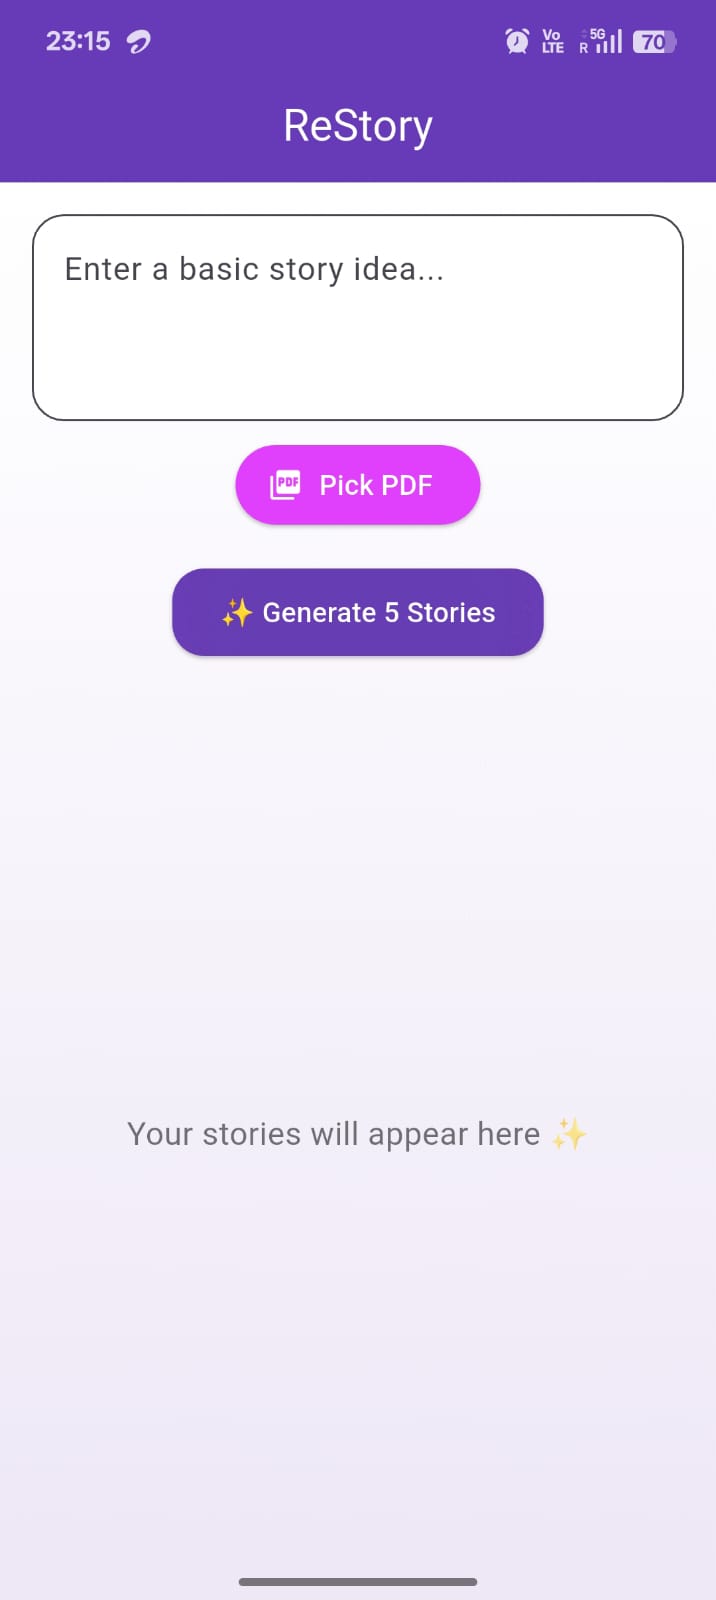 23:15
Vo LTE R 5G 70
ReStory
Enter a basic story idea...
PDF Pick PDF
✨ Generate 5 Stories
Your stories will appear here ✨